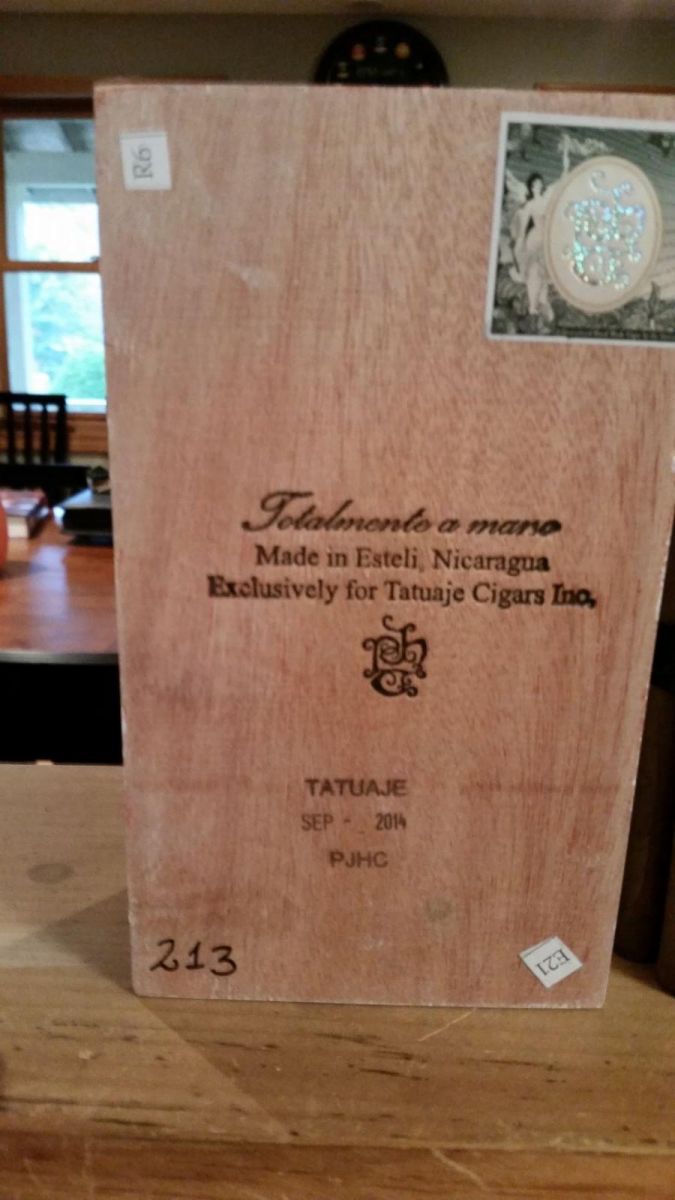 R6
Totalmente a mano
Made in Esteli, Nicaragua
Exclusively for Tatuaje Cigars Inc,
TATUAJE
SEP - 2014
PJHC
213
E21